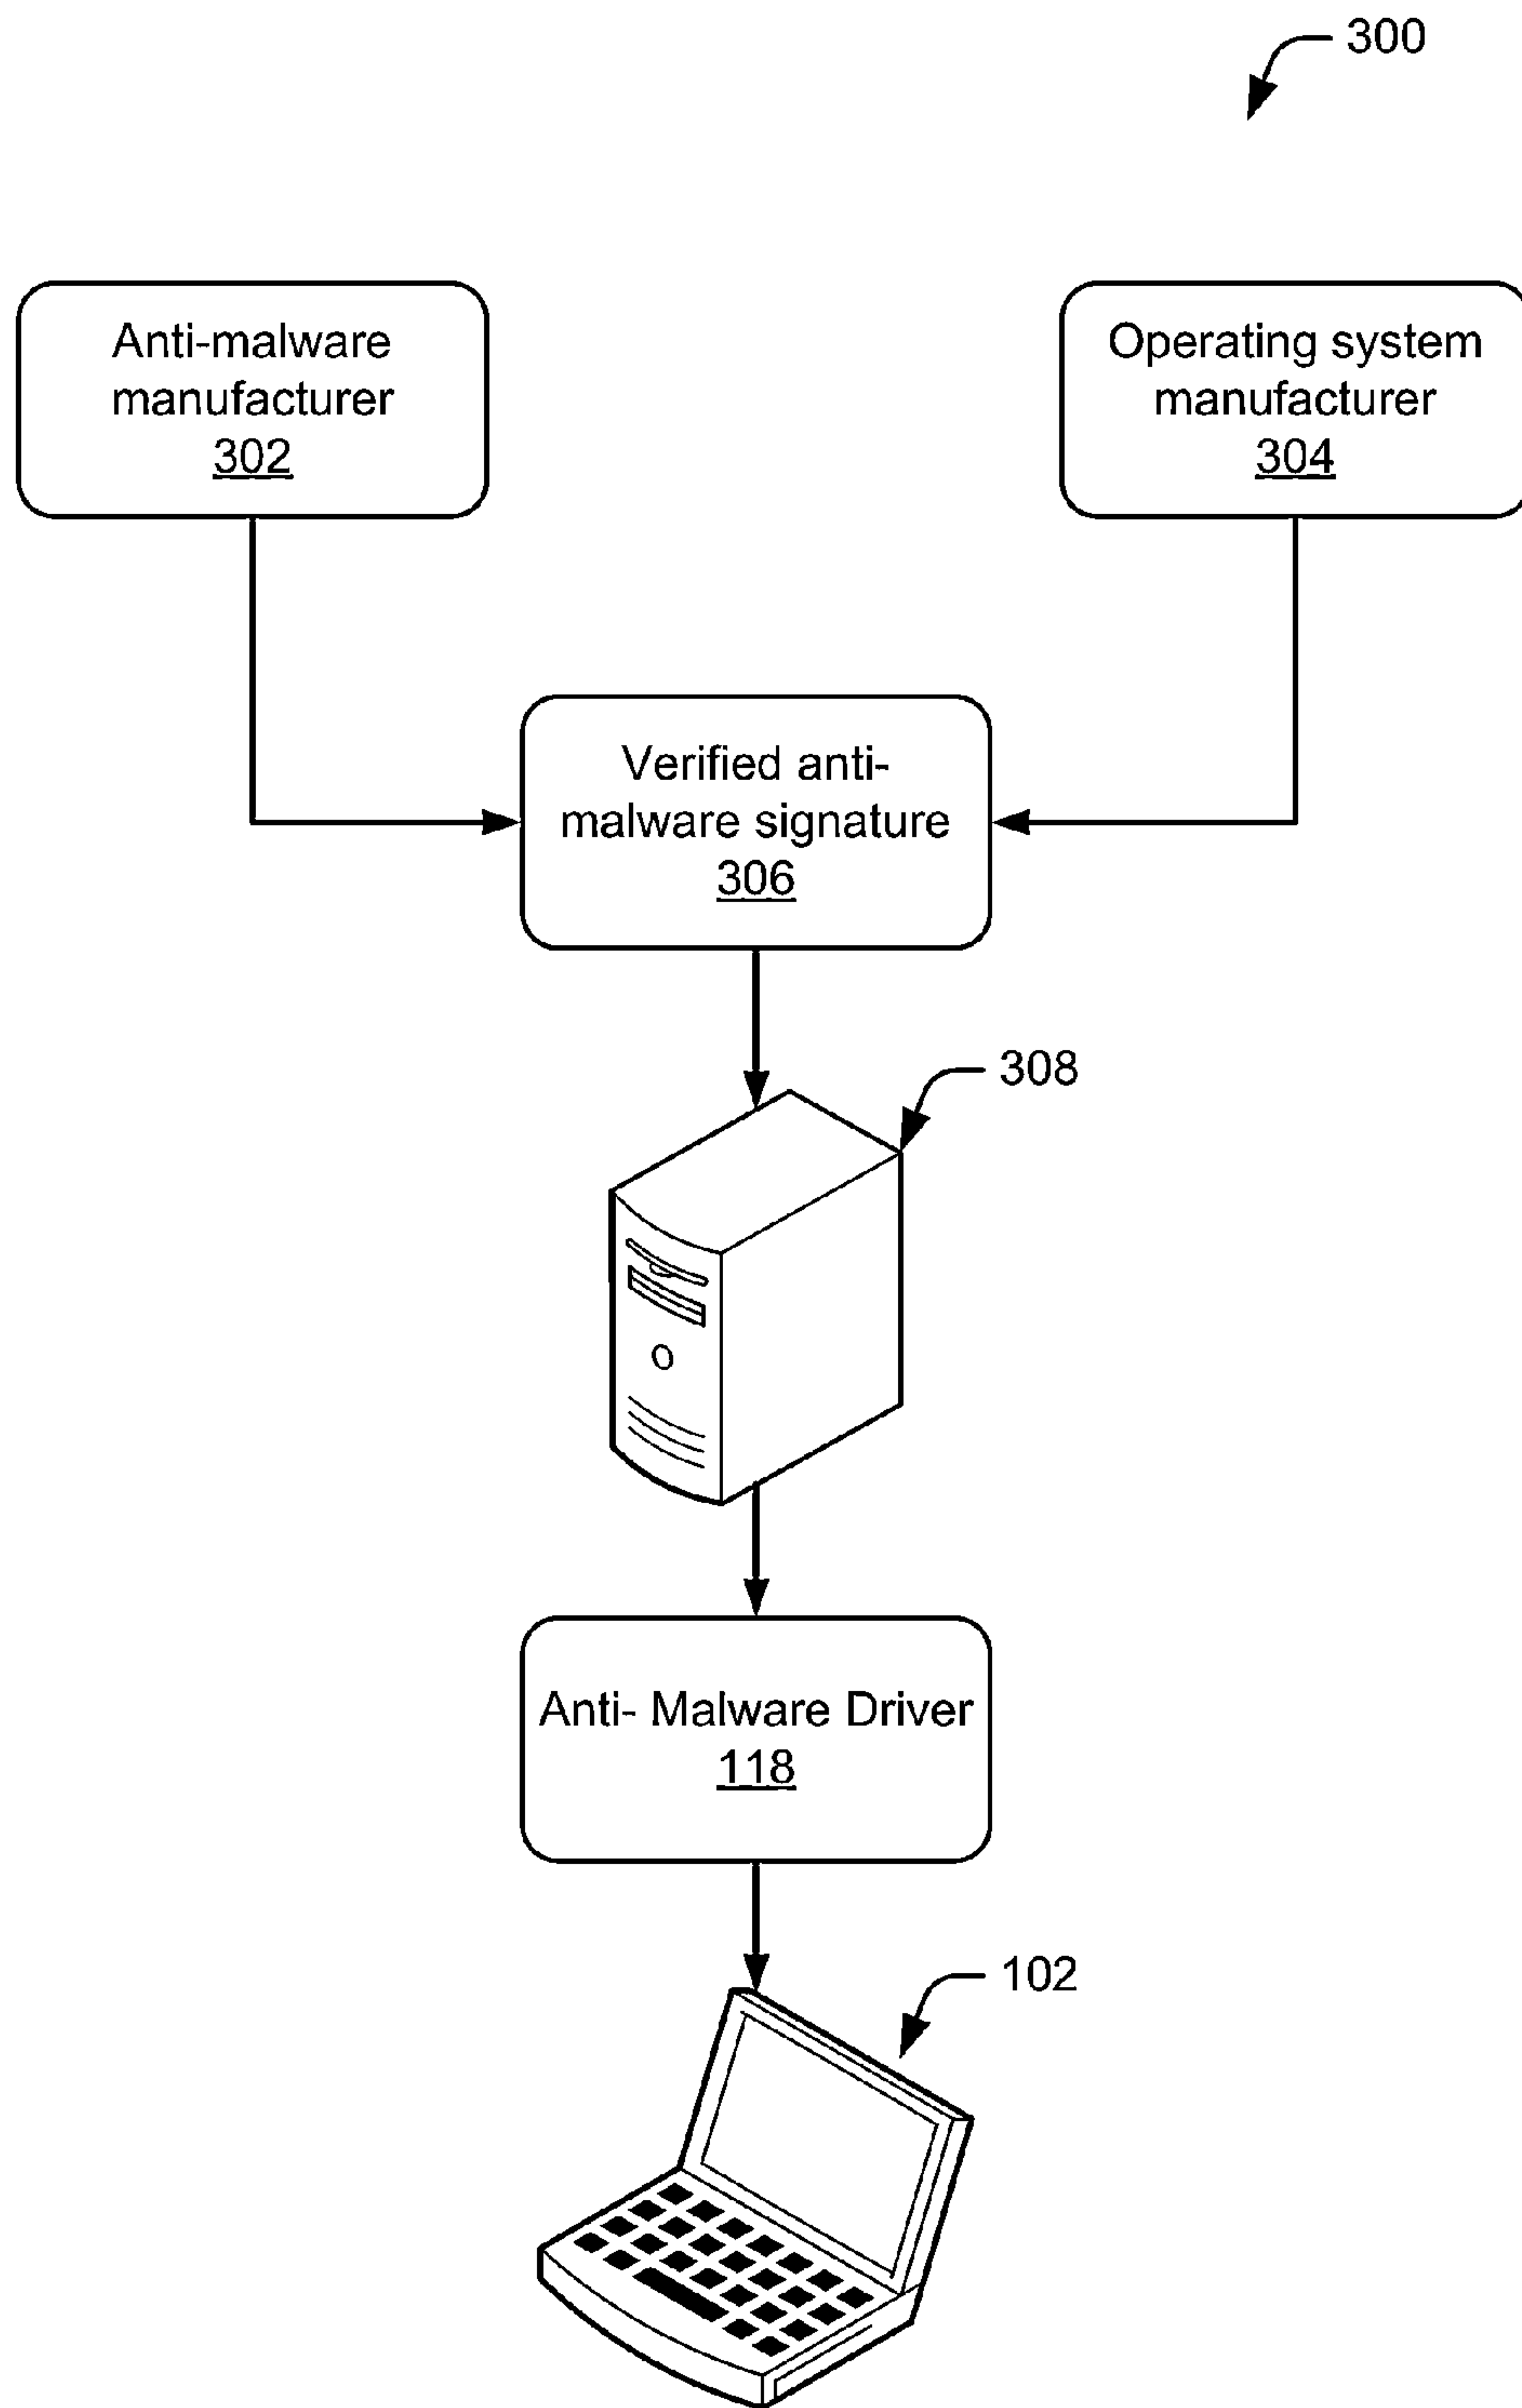 300
Anti-malware
manufacturer
302
Operating system
manufacturer
304
Verified anti-
malware signature
306
308
Anti- Malware Driver
118
102